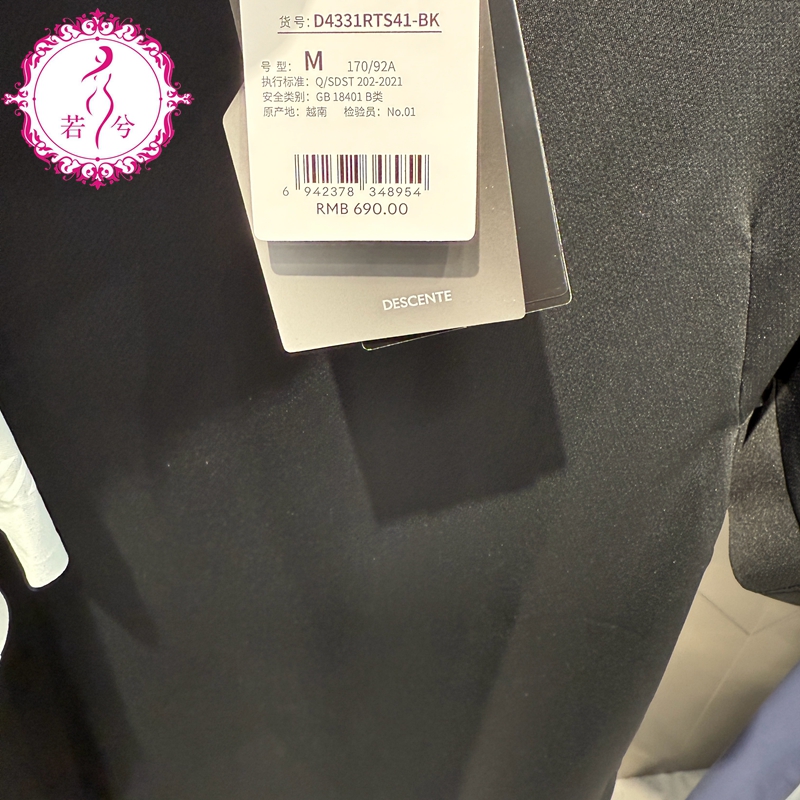 若兮
货号:D4331RTS41-BK
号型: M 170/92A
执行标准: Q/SDST 202-2021
安全类别: GB 18401 B类
原产地: 越南 检验员: No.01
6 942378 348954
RMB 690.00
DESCENTE